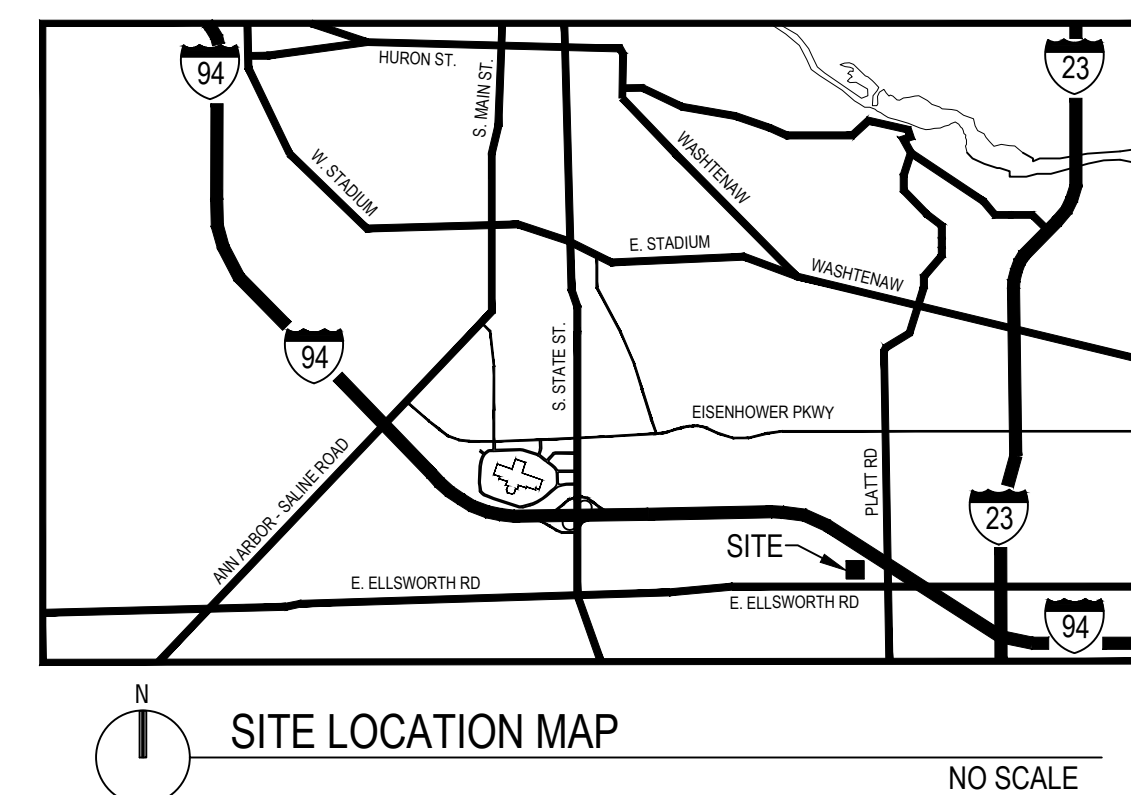 94
HURON ST.
S. MAIN ST.
23
W. STADIUM
WASHTENAW
E. STADIUM
WASHTENAW
94
S. STATE ST.
EISENHOWER PKWY
ANN ARBOR - SALINE ROAD
PLATT RD
23
SITE
E. ELLSWORTH RD
E. ELLSWORTH RD
94
N
SITE LOCATION MAP
NO SCALE